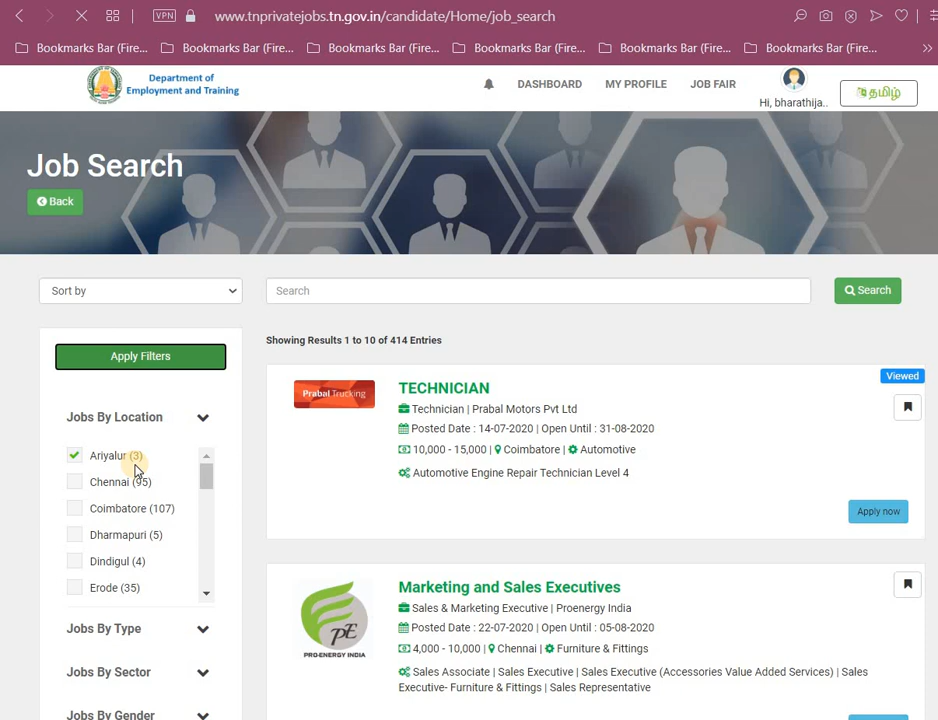 VPN www.tnprivatejobs.tn.gov.in/candidate/Home/job_search
Bookmarks Bar (Fire... Bookmarks Bar (Fire... Bookmarks Bar (Fire... Bookmarks Bar (Fire... Bookmarks Bar (Fire... Bookmarks Bar (Fire... »
Department of
Employment and Training
DASHBOARD MY PROFILE JOB FAIR
Hi, bharathija..
தமிழ்
Job Search
Back
Sort by
Search
Search
Apply Filters
Showing Results 1 to 10 of 414 Entries
Jobs By Location
Ariyalur (3)
Chennai (95)
Coimbatore (107)
Dharmapuri (5)
Dindigul (4)
Erode (35)
Jobs By Type
Jobs By Sector
Jobs By Gender
Viewed
Prabal Trucking
TECHNICIAN
Technician | Prabal Motors Pvt Ltd
Posted Date : 14-07-2020 | Open Until : 31-08-2020
10,000 - 15,000 | Coimbatore | Automotive
Automotive Engine Repair Technician Level 4
Apply now
PE
PRO-ENERGY INDIA
Marketing and Sales Executives
Sales & Marketing Executive | Proenergy India
Posted Date : 22-07-2020 | Open Until : 05-08-2020
4,000 - 10,000 | Chennai | Furniture & Fittings
Sales Associate | Sales Executive | Sales Executive (Accessories Value Added Services) | Sales
Executive- Furniture & Fittings | Sales Representative